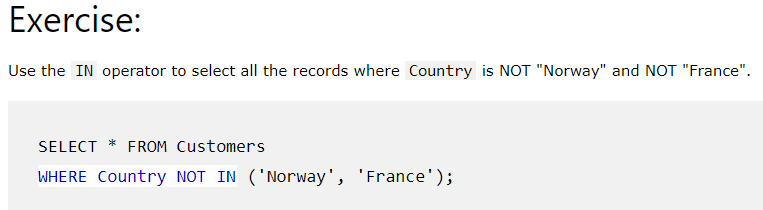 Exercise:
Use the IN operator to select all the records where Country is NOT "Norway" and NOT "France".
SELECT * FROM Customers
WHERE Country NOT IN ('Norway', 'France');